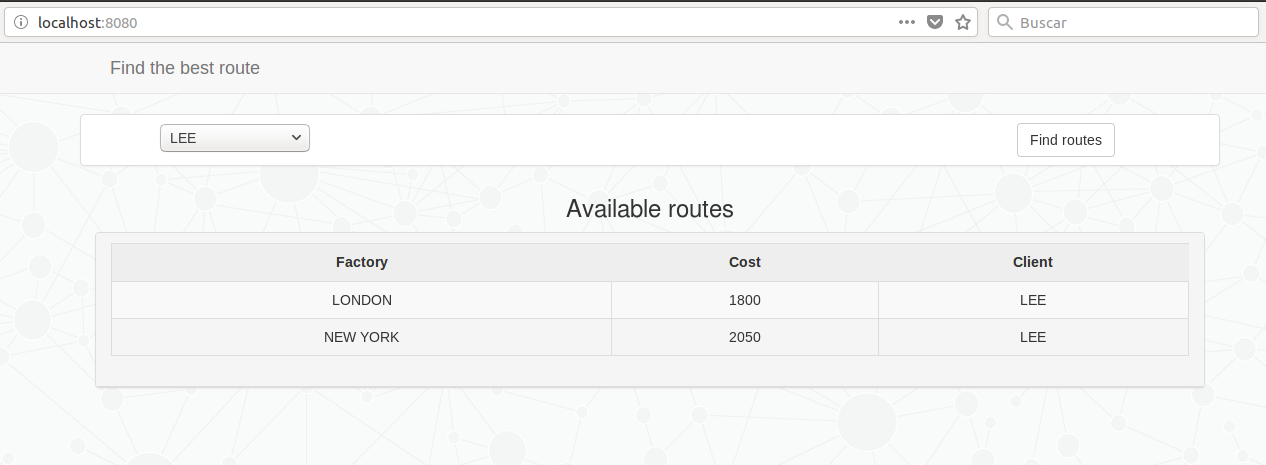 localhost:8080
Buscar
Find the best route
LEE
Find routes
Available routes
Factory Cost Client
LONDON 1800 LEE
NEW YORK 2050 LEE